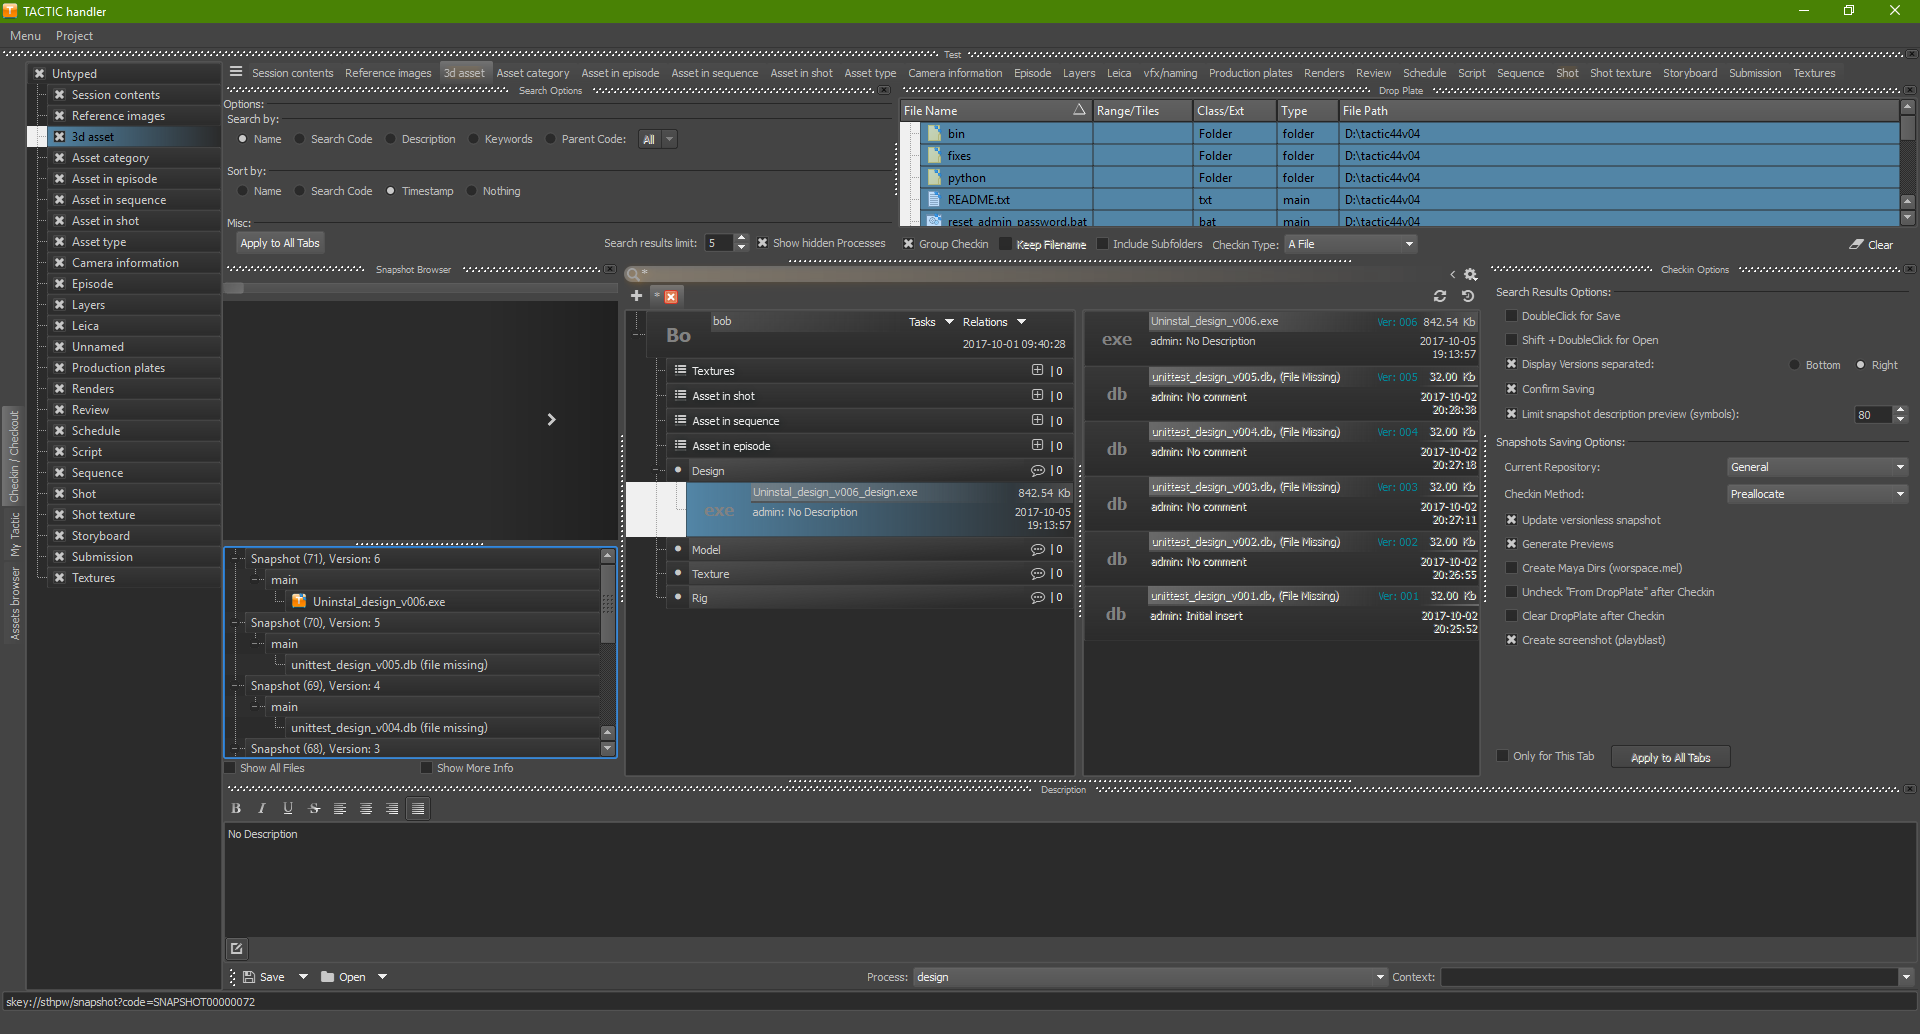 TACTIC handler
Menu Project
Test
Untyped
Session contents
Reference images
3d asset
Asset category
Asset in episode
Asset in sequence
Asset in shot
Asset type
Camera information
Episode
Layers
Leica
Unnamed
Production plates
Renders
Review
Schedule
Script
Sequence
Shot
Shot texture
Storyboard
Submission
Textures
Checkin / Checkout
My Tactic
Assets browser
Session contents Reference images 3d asset Asset category Asset in episode Asset in sequence Asset in shot Asset type Camera information Episode Layers Leica vfx/naming Production plates Renders Review Schedule Script Sequence Shot Shot texture Storyboard Submission Textures
Search Options
Options:
Search by:
Name Search Code Description Keywords Parent Code: All
Sort by:
Name Search Code Timestamp Nothing
Misc:
Apply to All Tabs Search results limit: 5 Show hidden Processes
Drop Plate
File Name Range/Tiles Class/Ext Type File Path
bin Folder folder D:\tactic44v04
fixes Folder folder D:\tactic44v04
python Folder folder D:\tactic44v04
README.txt txt main D:\tactic44v04
reset_admin_password.bat bat main D:\tactic44v04
Group Checkin Keep Filename Include Subfolders Checkin Type: A File Clear
Snapshot Browser
Snapshot (71), Version: 6
main
Uninstal_design_v006.exe
Snapshot (70), Version: 5
main
unittest_design_v005.db (file missing)
Snapshot (69), Version: 4
main
unittest_design_v004.db (file missing)
Snapshot (68), Version: 3
Show All Files Show More Info
*
*
Bo
bob Tasks Relations
2017-10-01 09:40:28
Textures | 0
Asset in shot | 0
Asset in sequence | 0
Asset in episode | 0
Design | 0
exe
Uninstal_design_v006_design.exe 842.54 Kb
admin: No Description 2017-10-05
19:13:57
Model | 0
Texture | 0
Rig | 0
exe
Uninstal_design_v006.exe Ver: 006 842.54 Kb
admin: No Description 2017-10-05
19:13:57
db
unittest_design_v005.db, (File Missing) Ver: 005 32.00 Kb
admin: No comment 2017-10-02
20:28:38
db
unittest_design_v004.db, (File Missing) Ver: 004 32.00 Kb
admin: No comment 2017-10-02
20:27:18
db
unittest_design_v003.db, (File Missing) Ver: 003 32.00 Kb
admin: No comment 2017-10-02
20:27:11
db
unittest_design_v002.db, (File Missing) Ver: 002 32.00 Kb
admin: No comment 2017-10-02
20:26:55
db
unittest_design_v001.db, (File Missing) Ver: 001 32.00 Kb
admin: Initial insert 2017-10-02
20:25:52
Checkin Options
Search Results Options:
DoubleClick for Save
Shift + DoubleClick for Open
Display Versions separated: Bottom Right
Confirm Saving
Limit snapshot description preview (symbols): 80
Snapshots Saving Options:
Current Repository: General
Checkin Method: Preallocate
Update versionless snapshot
Generate Previews
Create Maya Dirs (worspace.mel)
Uncheck "From DropPlate" after Checkin
Clear DropPlate after Checkin
Create screenshot (playblast)
Only for This Tab Apply to All Tabs
Description
B I U S
No Description
Save Open Process: design Context:
skey://sthpw/snapshot?code=SNAPSHOT00000072